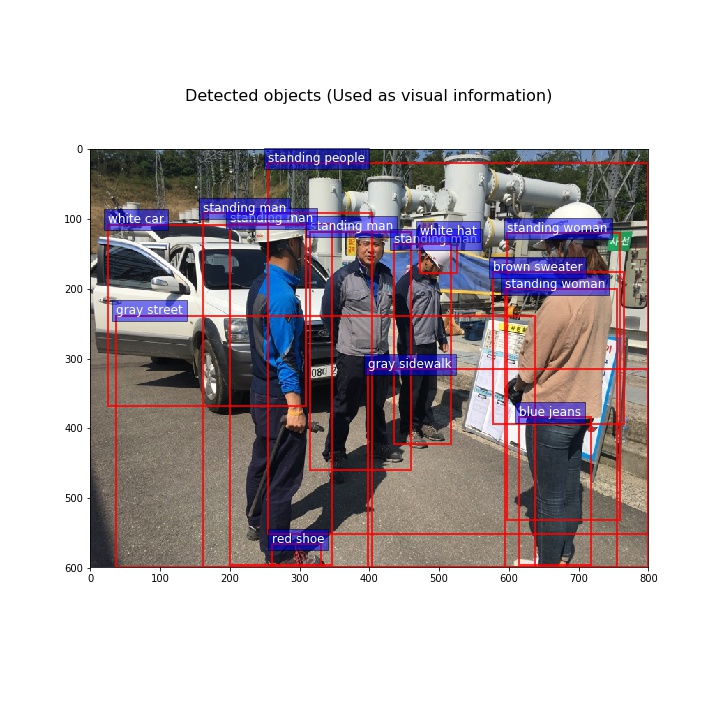 Detected objects (Used as visual information)
standing people
standing man
white car
standing man
standing man
white hat
standing man
standing woman
brown sweater
standing woman
gray street
gray sidewalk
blue jeans
red shoe
0
100
200
300
400
500
600
0
100
200
300
400
500
600
700
800